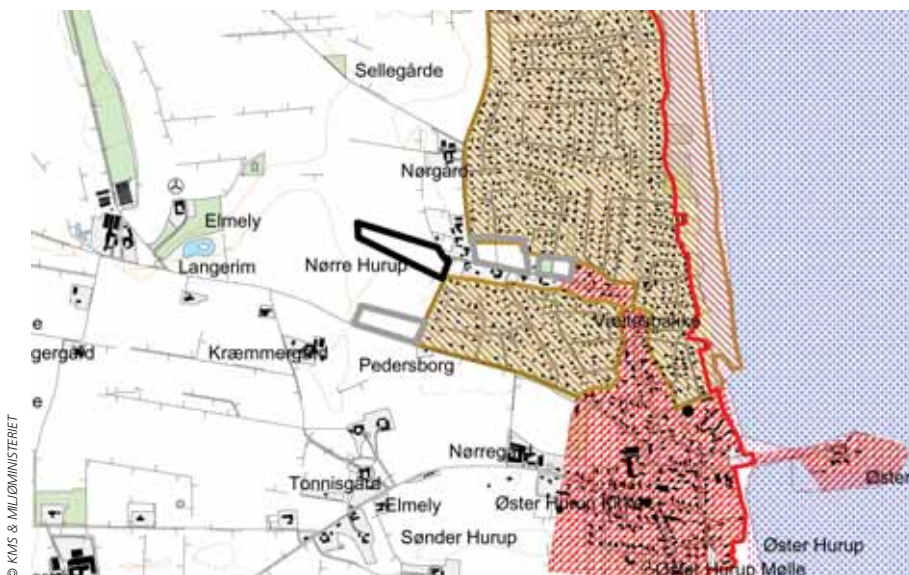 Sellegårde
Nørgård
Elmely
Langerim
Nørre Hurup
Kræmmergård
gergård
e
Pedersborg
e
Nørregård
Tonnisgård
Elmely
Øster Hurup
Sønder Hurup
Øster
Øster Hurup
Øster Hurup Mølle
© KMS & MILJØMINISTERIET